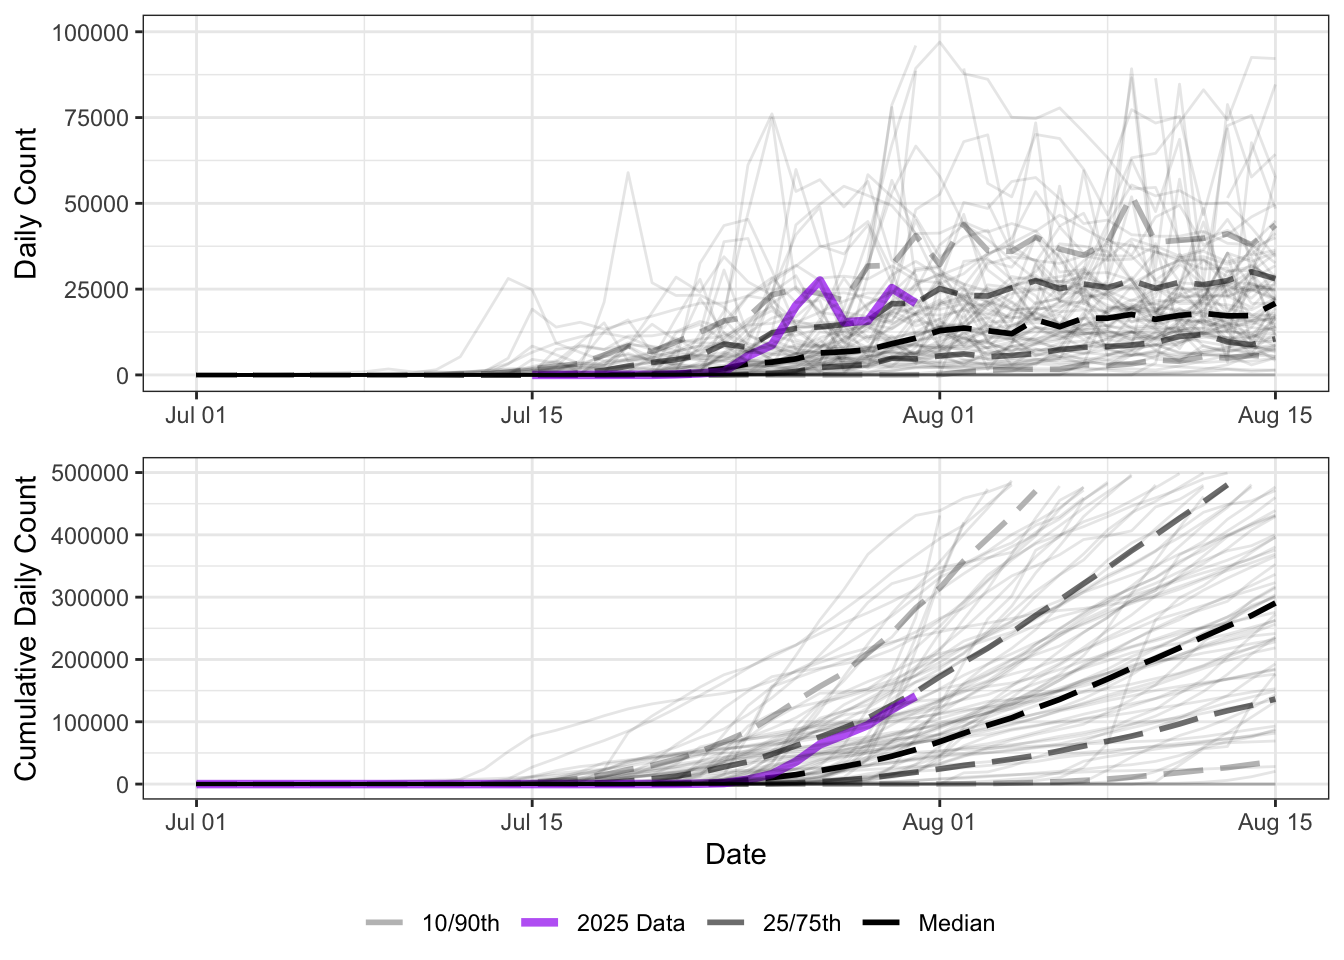 Daily Count
100000
75000
50000
25000
0
Jul 01 Jul 15 Aug 01 Aug 15
Cumulative Daily Count
500000
400000
300000
200000
100000
0
Jul 01 Jul 15 Aug 01 Aug 15
Date
10/90th 2025 Data 25/75th Median